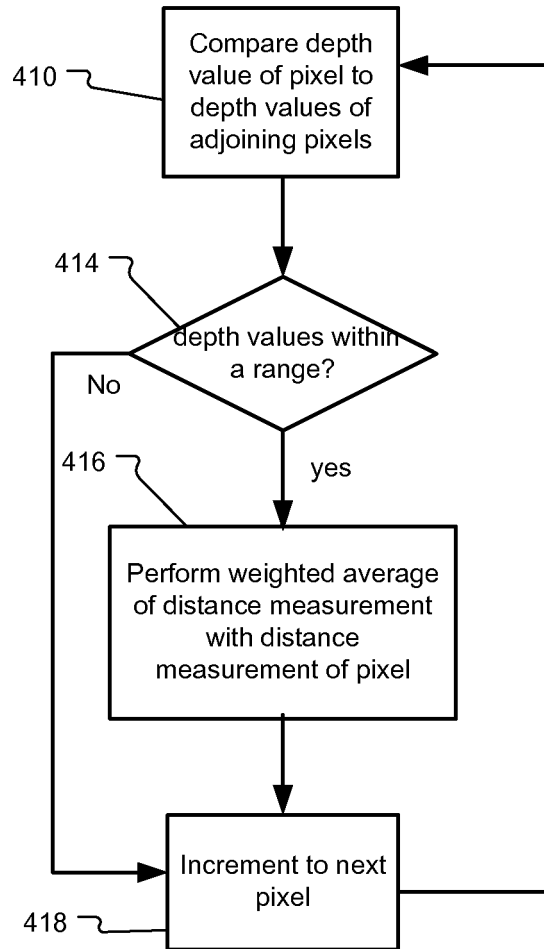 410
Compare depth
value of pixel to
depth values of
adjoining pixels
414
depth values within
a range?
No
yes
416
Perform weighted average
of distance measurement
with distance
measurement of pixel
Increment to next
pixel
418